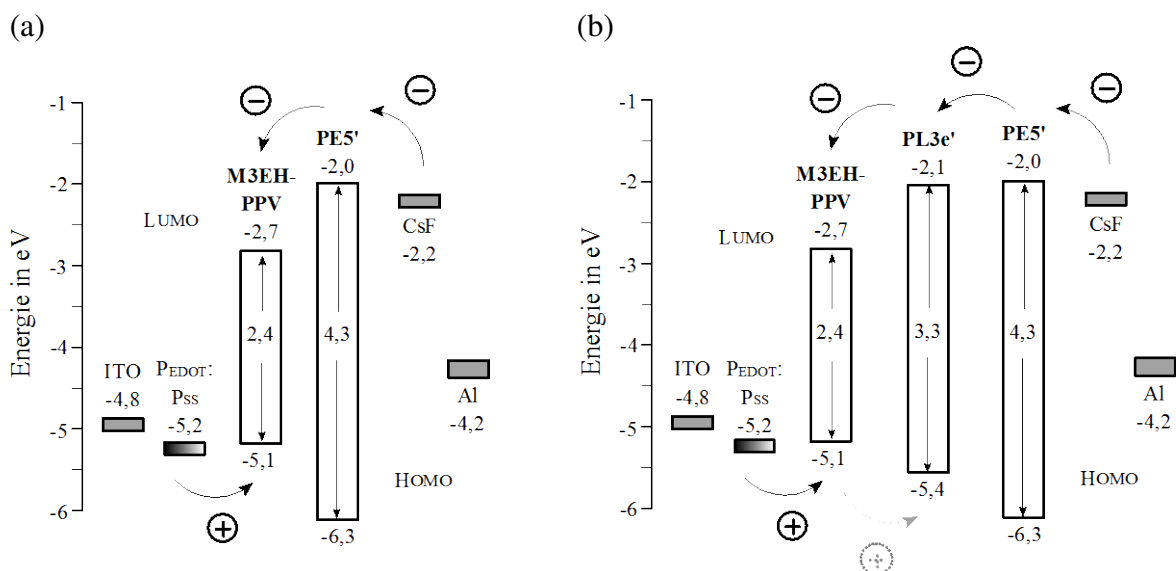 (a)
Energie in eV
-1
-2
-3
-4
-5
-6
ITO
-4,8
PEDOT:
PSS
-5,2
LUMO
M3EH-
PPV
-2,7
2,4
-5,1
PE5'
-2,0
4,3
-6,3
CsF
-2,2
Al
-4,2
HOMO
−
−
+
(b)
Energie in eV
-1
-2
-3
-4
-5
-6
ITO
-4,8
PEDOT:
PSS
-5,2
LUMO
M3EH-
PPV
-2,7
2,4
-5,1
PL3e'
-2,1
3,3
-5,4
PE5'
-2,0
4,3
-6,3
CsF
-2,2
Al
-4,2
HOMO
−
−
−
+
+